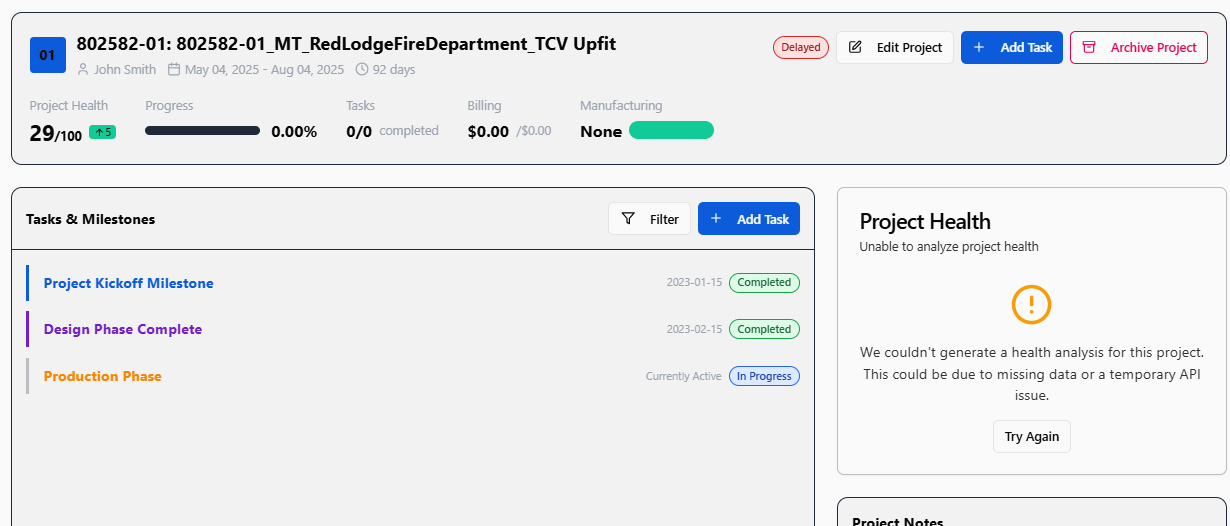 01
802582-01: 802582-01_MT_RedLodgeFireDepartment_TCV Upfit
John Smith May 04, 2025 - Aug 04, 2025 92 days
Delayed Edit Project + Add Task Archive Project
Project Health Progress Tasks Billing Manufacturing
29/100 ↑ 5 0.00% 0/0 completed $0.00 /$0.00 None
Tasks & Milestones Filter + Add Task
Project Kickoff Milestone 2023-01-15 Completed
Design Phase Complete 2023-02-15 Completed
Production Phase Currently Active In Progress
Project Health
Unable to analyze project health
We couldn't generate a health analysis for this project.
This could be due to missing data or a temporary API
issue.
Try Again
Project Notes